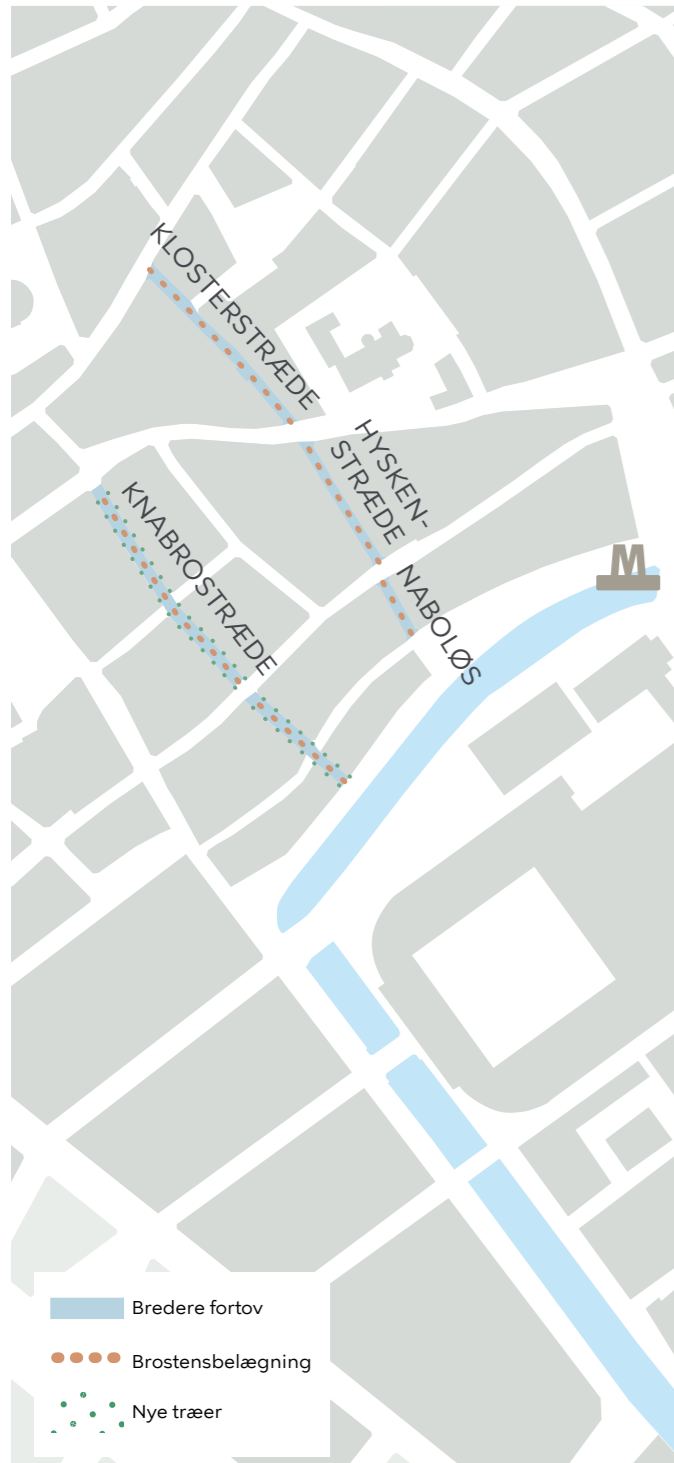 KLOSTERSTRÆDE
HYSKEN-
STRÆDE
KNABROSTRÆDE
NABOLØS
M
Bredere fortov
Brostensbelægning
Nye træer